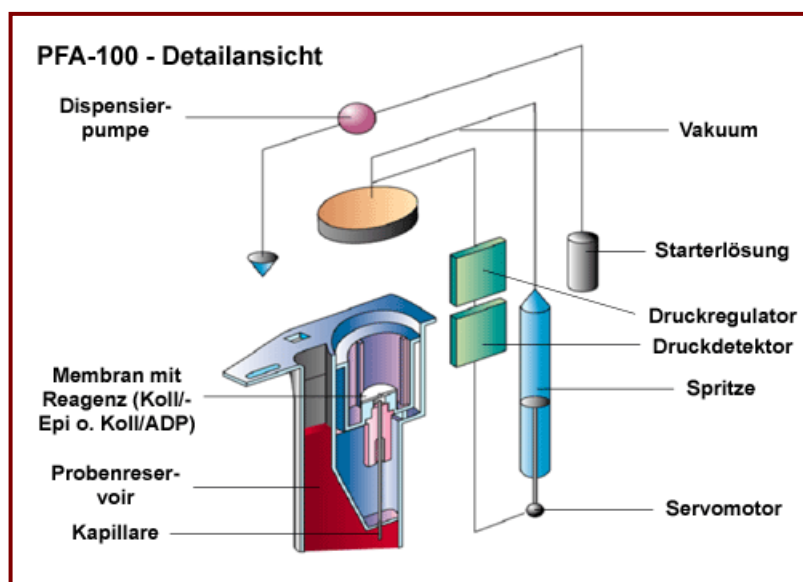 PFA-100 - Detailansicht
Dispensier-
pumpe
Vakuum
Starterlösung
Druckregulator
Druckdetektor
Membran mit
Reagenz (Koll/-
Epi o. Koll/ADP)
Spritze
Probenreser-
voir
Kapillare
Servomotor